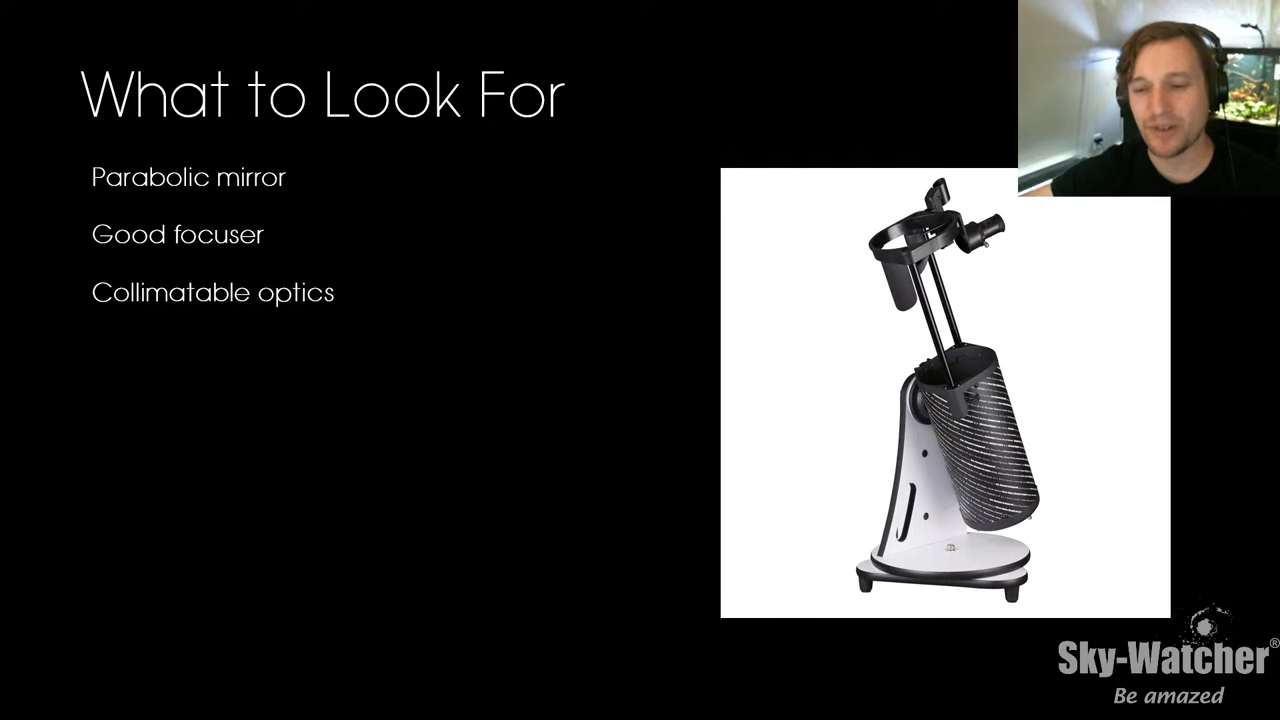 What to Look For
Parabolic mirror
Good focuser
Collimatable optics
Sky-Watcher®
Be amazed